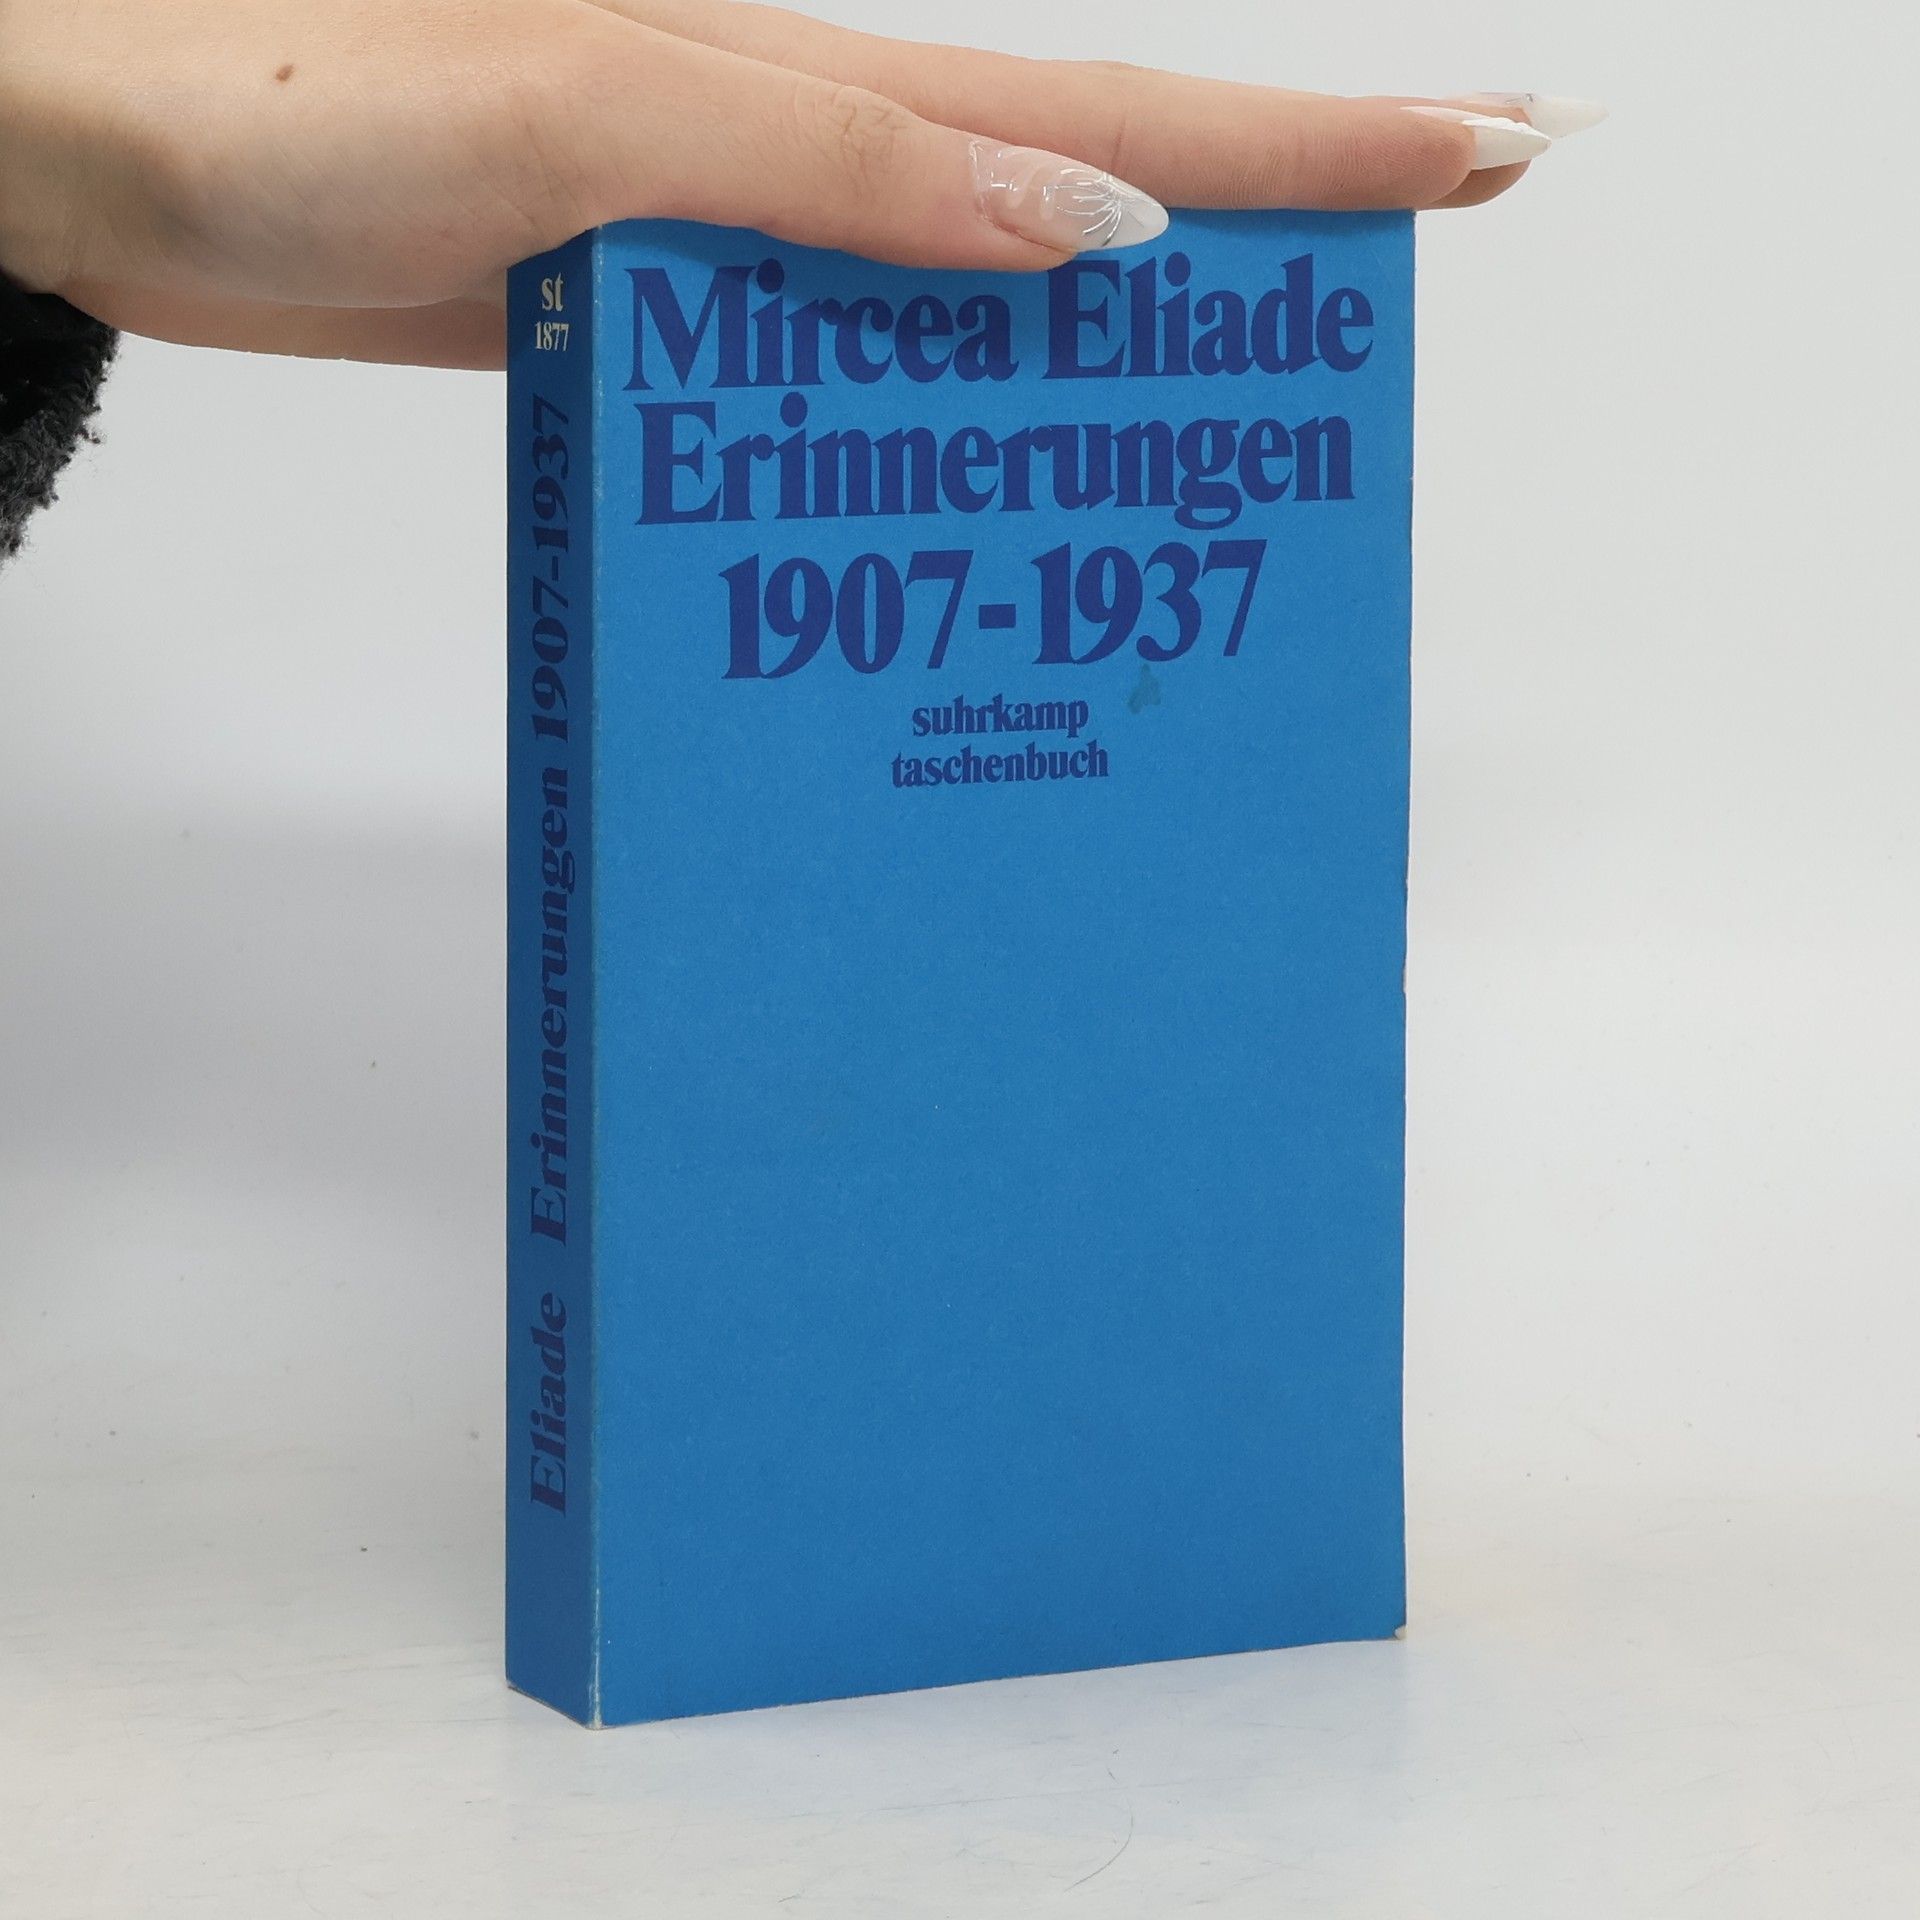 st
1877
Eliade Erinnerungen 1907-1937
Mircea Eliade
Erinnerungen
1907-1937
suhrkamp
taschenbuch